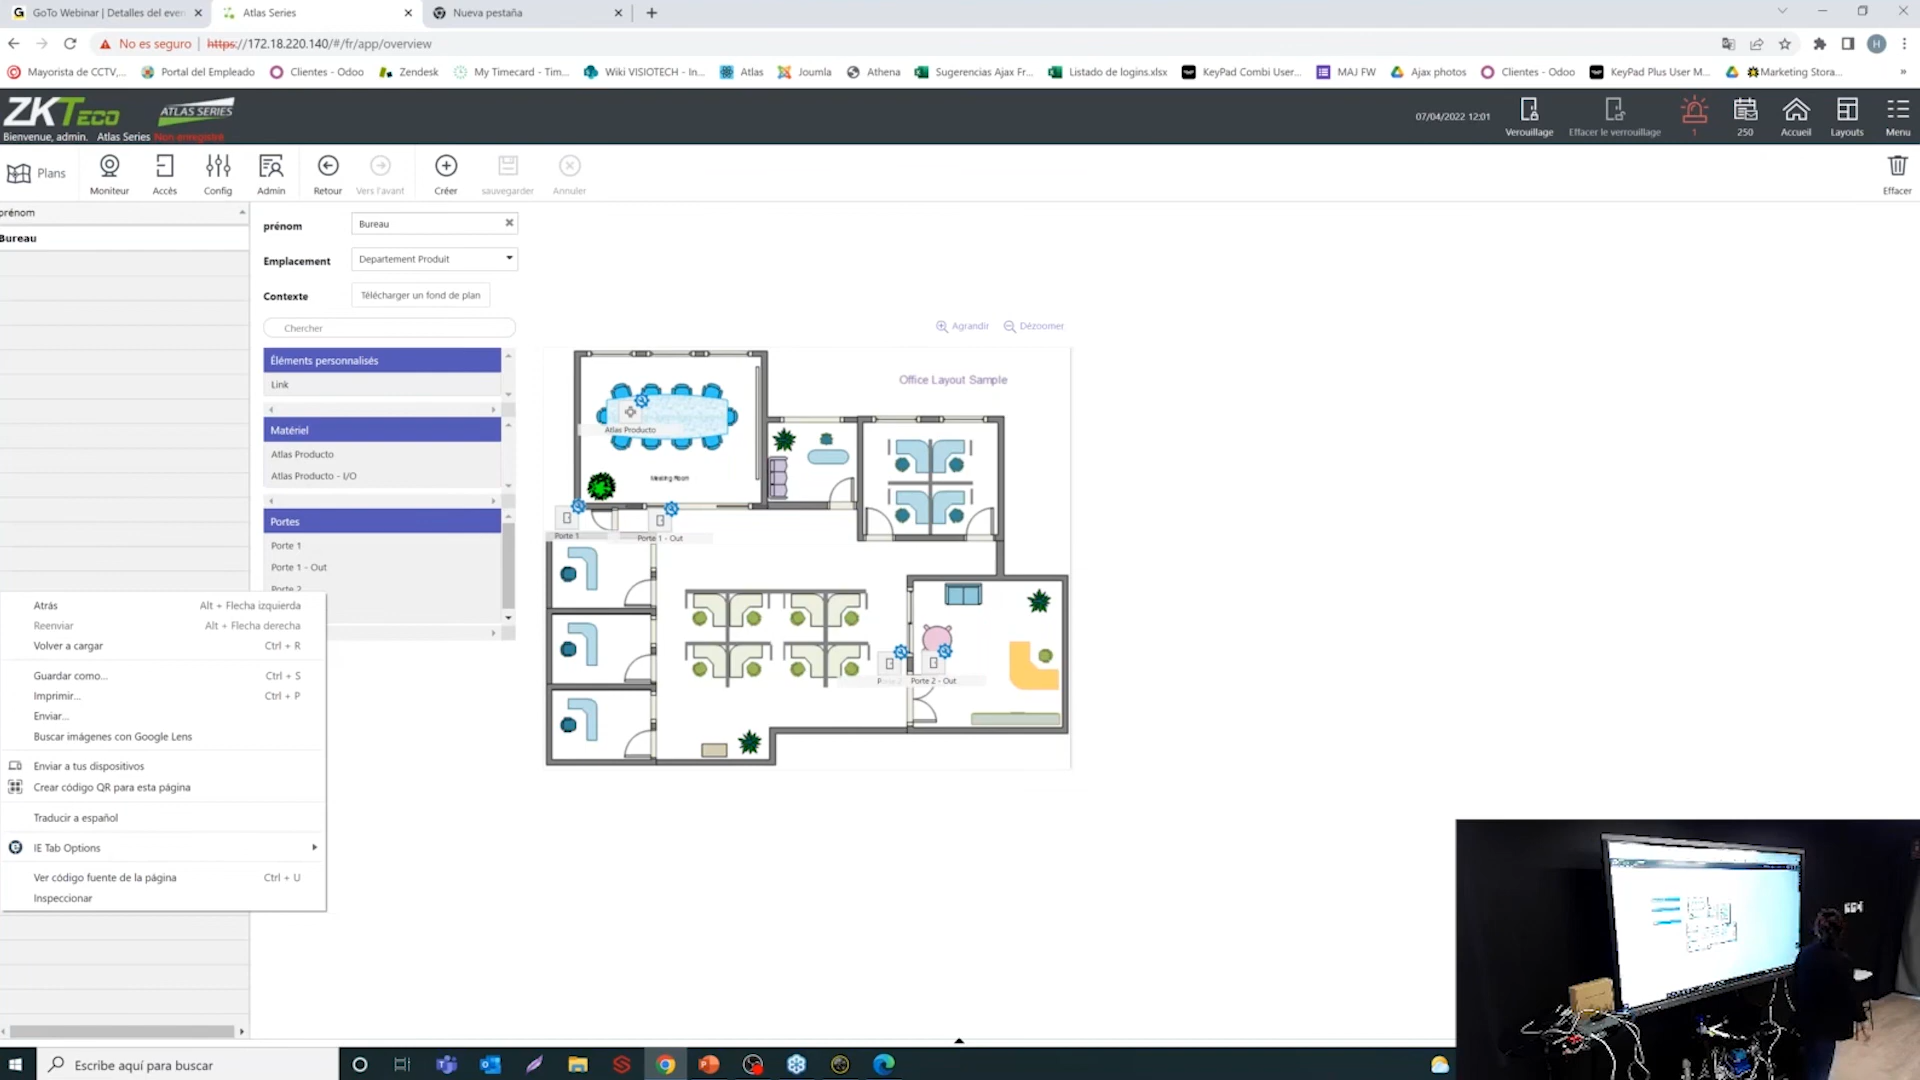 GoTo Webinar | Detalles del even
Atlas Series
Nueva pestaña
No es seguro | https://172.18.220.140/#/fr/app/overview
Mayorista de CCTV,...
Portal del Empleado
Clientes - Odoo
Zendesk
My Timecard - Tim...
Wiki VISIOTECH - In...
Atlas
Joumla
Athena
Sugerencias Ajax Fr...
Listado de logins.xlsx
KeyPad Combi User...
MAJ FW
Ajax photos
Clientes - Odoo
KeyPad Plus User M...
Marketing Stora...
»
ZKTeco
ATLAS SERIES
Bienvenue, admin. Atlas Series Non enregistré
07/04/2022 12:01
Verouillage
Effacer le verrouillage
1
250
Accueil
Layouts
Menu
Plans
Moniteur
Accès
Config
Admin
Retour
Vers l'avant
Créer
sauvegarder
Annuler
Effacer
prénom
Bureau
prénom
Bureau
Emplacement
Departement Produit
Contexte
Télécharger un fond de plan
Chercher
Éléments personnalisés
Link
Matériel
Atlas Producto
Atlas Producto - I/O
Portes
Porte 1
Porte 1 - Out
Porte 2
Agrandir
Dézoomer
Office Layout Sample
Atlas Producto
Meeting Room
Porte 1
Porte 1 - Out
Porte 2 - Out
Atrás Alt + Flecha izquierda
Reenviar Alt + Flecha derecha
Volver a cargar Ctrl + R
Guardar como... Ctrl + S
Imprimir... Ctrl + P
Enviar...
Buscar imágenes con Google Lens
Enviar a tus dispositivos
Crear código QR para esta página
Traducir a español
IE Tab Options
Ver código fuente de la página Ctrl + U
Inspeccionar
Escribe aquí para buscar